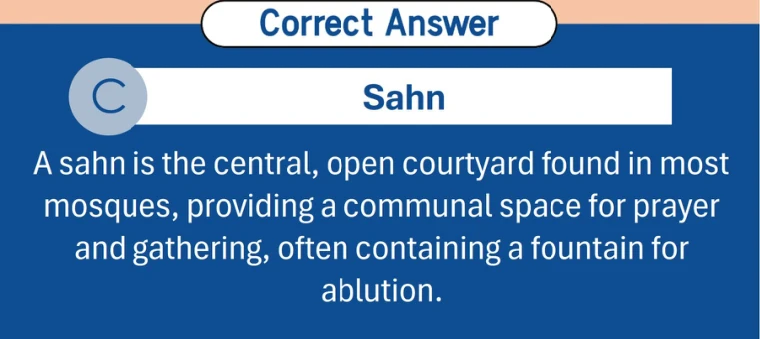 Correct Answer
C
Sahn
A sahn is the central, open courtyard found in most
mosques, providing a communal space for prayer
and gathering, often containing a fountain for
ablution.